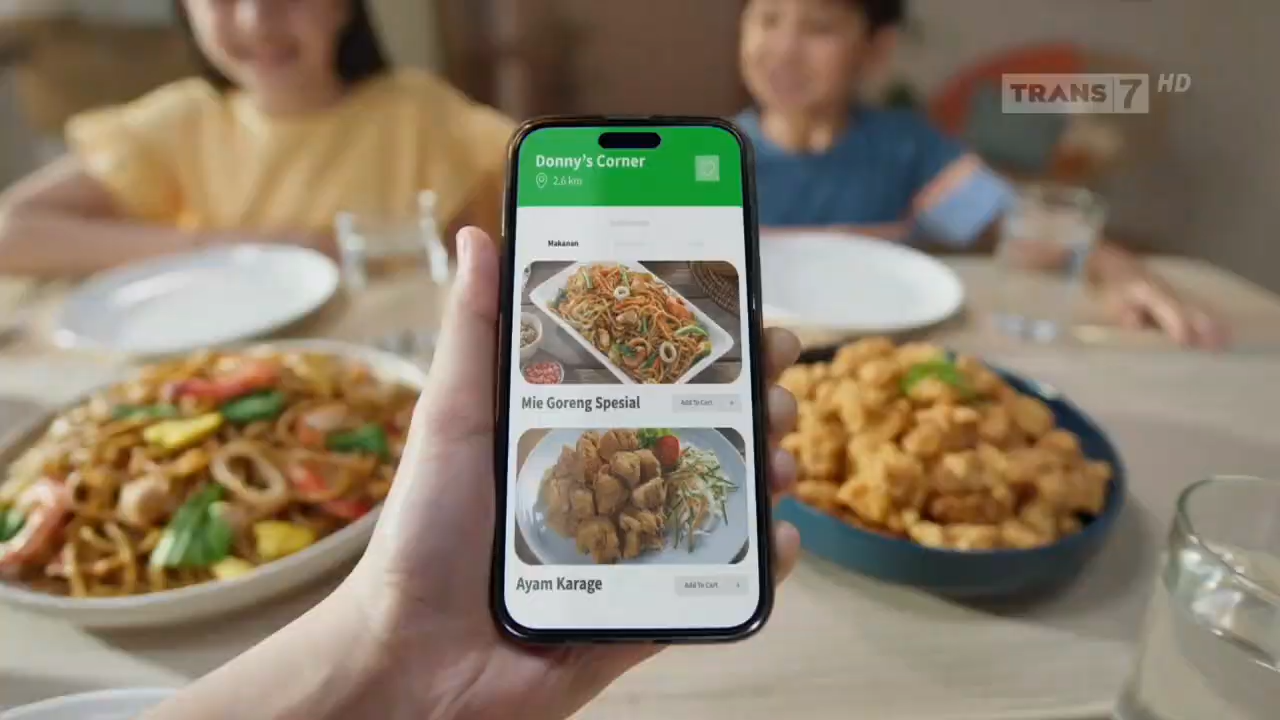 TRANS 7 HD
Donny's Corner
2.6 km
Makanan
Mie Goreng Spesial
Add To Cart +
Ayam Karage
Add To Cart +